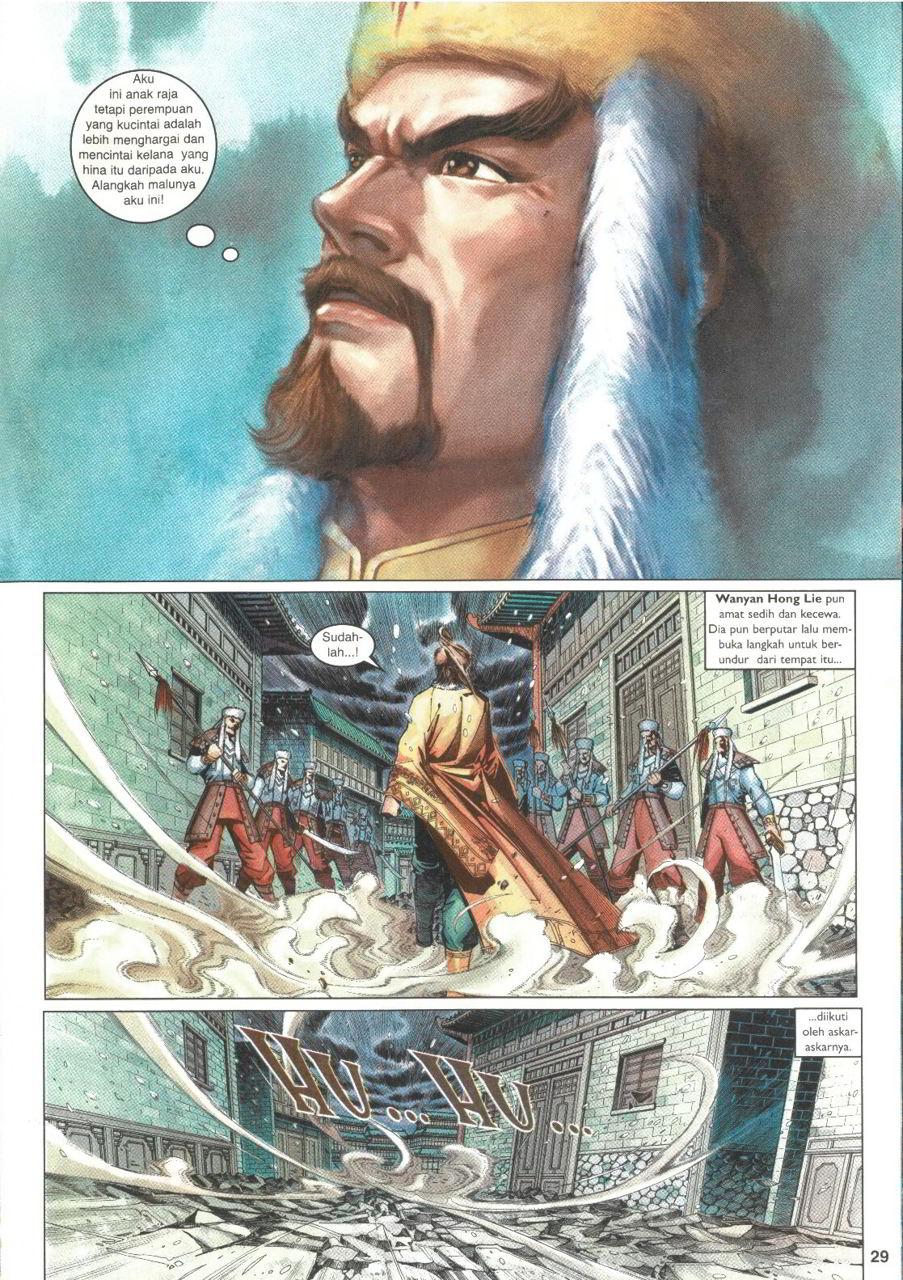 Aku
ini anak raja
tetapi perempuan
yang kucintai adalah
lebih menghargai dan
mencintai kelana yang
hina itu daripada aku.
Alangkah malunya
aku ini!
Wanyan Hong Lie pun
amat sedih dan kecewa.
Dia pun berputar lalu mem-
buka langkah untuk ber-
undur dari tempat itu...
Sudah-
lah...!
...diikuti
oleh askar-
askarnya.
HU...HU...
29